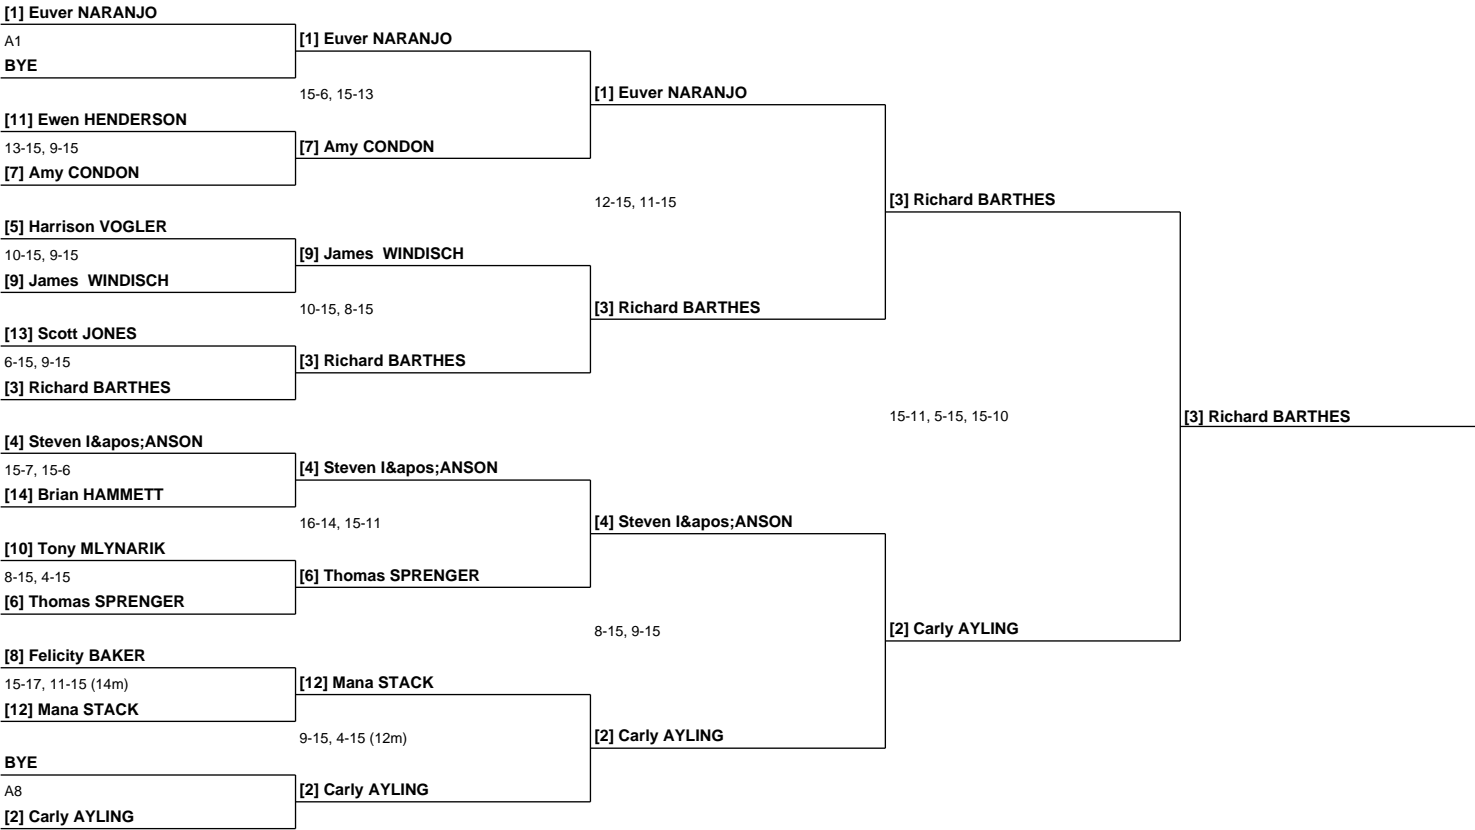 [1] Euver NARANJO
A1
BYE
[11] Ewen HENDERSON
13-15, 9-15
[7] Amy CONDON
[5] Harrison VOGLER
10-15, 9-15
[9] James  WINDISCH
[13] Scott JONES
6-15, 9-15
[3] Richard BARTHES
[4] Steven I&apos;ANSON
15-7, 15-6
[14] Brian HAMMETT
[10] Tony MLYNARIK
8-15, 4-15
[6] Thomas SPRENGER
[8] Felicity BAKER
15-17, 11-15 (14m)
[12] Mana STACK
BYE
A8
[2] Carly AYLING
[1] Euver NARANJO
15-6, 15-13
[7] Amy CONDON
[9] James  WINDISCH
10-15, 8-15
[3] Richard BARTHES
[4] Steven I&apos;ANSON
16-14, 15-11
[6] Thomas SPRENGER
[12] Mana STACK
9-15, 4-15 (12m)
[2] Carly AYLING
[1] Euver NARANJO
12-15, 11-15
[3] Richard BARTHES
[4] Steven I&apos;ANSON
8-15, 9-15
[2] Carly AYLING
[3] Richard BARTHES
15-11, 5-15, 15-10
[2] Carly AYLING
[3] Richard BARTHES